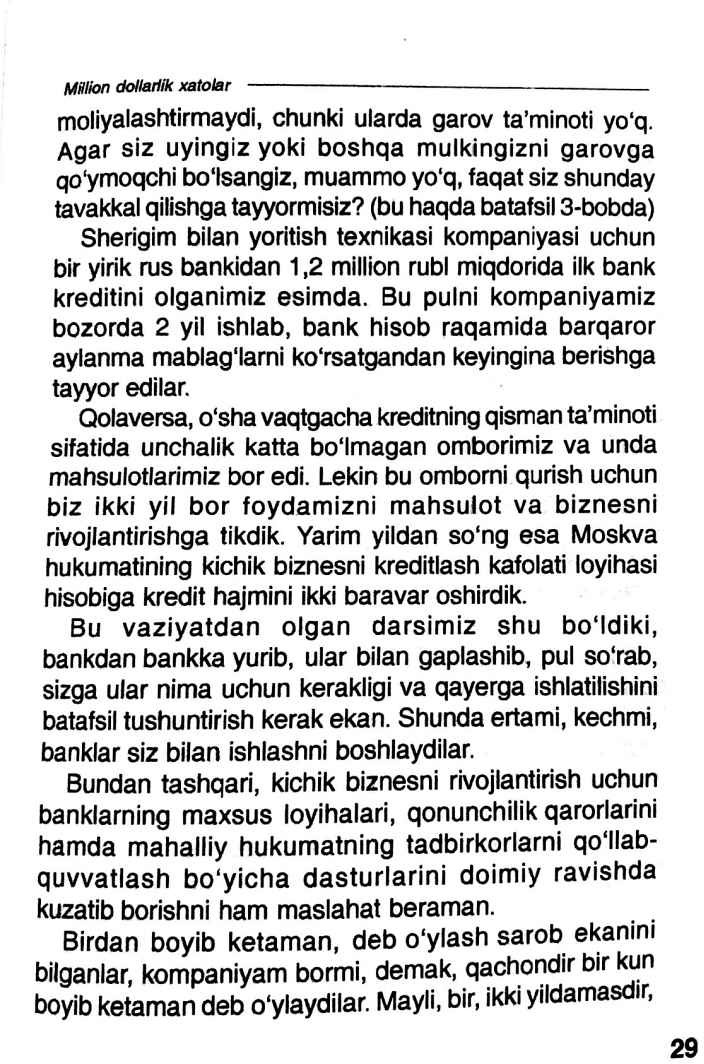 Million dollarlik xatolar
moliyalashtirmaydi, chunki ularda garov ta’minoti yo‘q.
Agar siz uyingiz yoki boshqa mulkingizni garovga
qo‘ymoqchi bo‘lsangiz, muammo yo‘q, faqat siz shunday
tavakkal qilishga tayyormisiz? (bu haqda batafsil 3-bobda)
Sherigim bilan yoritish texnikasi kompaniyasi uchun
bir yirik rus bankidan 1,2 million rubl miqdorida ilk bank
kreditini olganimiz esimda. Bu pulni kompaniyamiz
bozorda 2 yil ishlab, bank hisob raqamida barqaror
aylanma mablag‘larni ko‘rsatgandan keyingina berishga
tayyor edilar.
Qolaversa, o‘sha vaqtgacha kreditning qisman ta’minoti
sifatida unchalik katta bo‘lmagan omborimiz va unda
mahsulotlarimiz bor edi. Lekin bu omborni qurish uchun
biz ikki yil bor foydamizni mahsulot va biznesni
rivojlantirishga tikdik. Yarim yildan so‘ng esa Moskva
hukumatining kichik biznesni kreditlash kafolati loyihasi
hisobiga kredit hajmini ikki baravar oshirdik.
Bu vaziyatdan olgan darsimiz shu bo‘ldiki,
bankdan bankka yurib, ular bilan gaplashib, pul so‘rab,
sizga ular nima uchun kerakligi va qayerga ishlatilishini
batafsil tushuntirish kerak ekan. Shunda ertami, kechmi,
banklar siz bilan ishlashni boshlaydilar.
Bundan tashqari, kichik biznesni rivojlantirish uchun
banklarning maxsus loyihalari, qonunchilik qarorlarini
hamda mahalliy hukumatning tadbirkorlarni qo‘llab-
quvvatlash bo‘yicha dasturlarini doimiy ravishda
kuzatib borishni ham maslahat beraman.
Birdan boyib ketaman, deb o‘ylash sarob ekanini
bilganlar, kompaniyam bormi, demak, qachondir bir kun
boyib ketaman deb o‘ylaydilar. Mayli, bir, ikki yildamasdir,
29